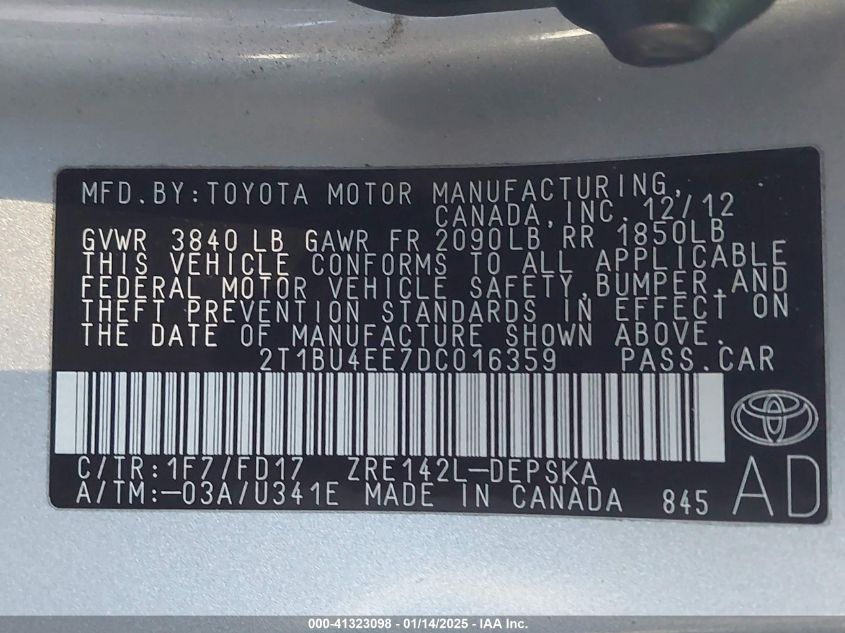 MFD.BY:TOYOTA MOTOR MANUFACTURING,
CANADA,INC. 12/12
GVWR 3840 LB GAWR FR 2090LB RR 1850LB
THIS VEHICLE CONFORMS TO ALL APPLICABLE
FEDERAL MOTOR VEHICLE SAFETY,BUMPER,AND
THEFT PREVENTION STANDARDS IN EFFECT ON
THE DATE OF MANUFACTURE SHOWN ABOVE.
2T1BU4EE7DC016359 PASS.CAR
C/TR:1F7/FD17 ZRE142L-DEPSKA
A/TM:-03A/U341E MADE IN CANADA 845 AD
000-41323098 - 01/14/2025 - IAA Inc.